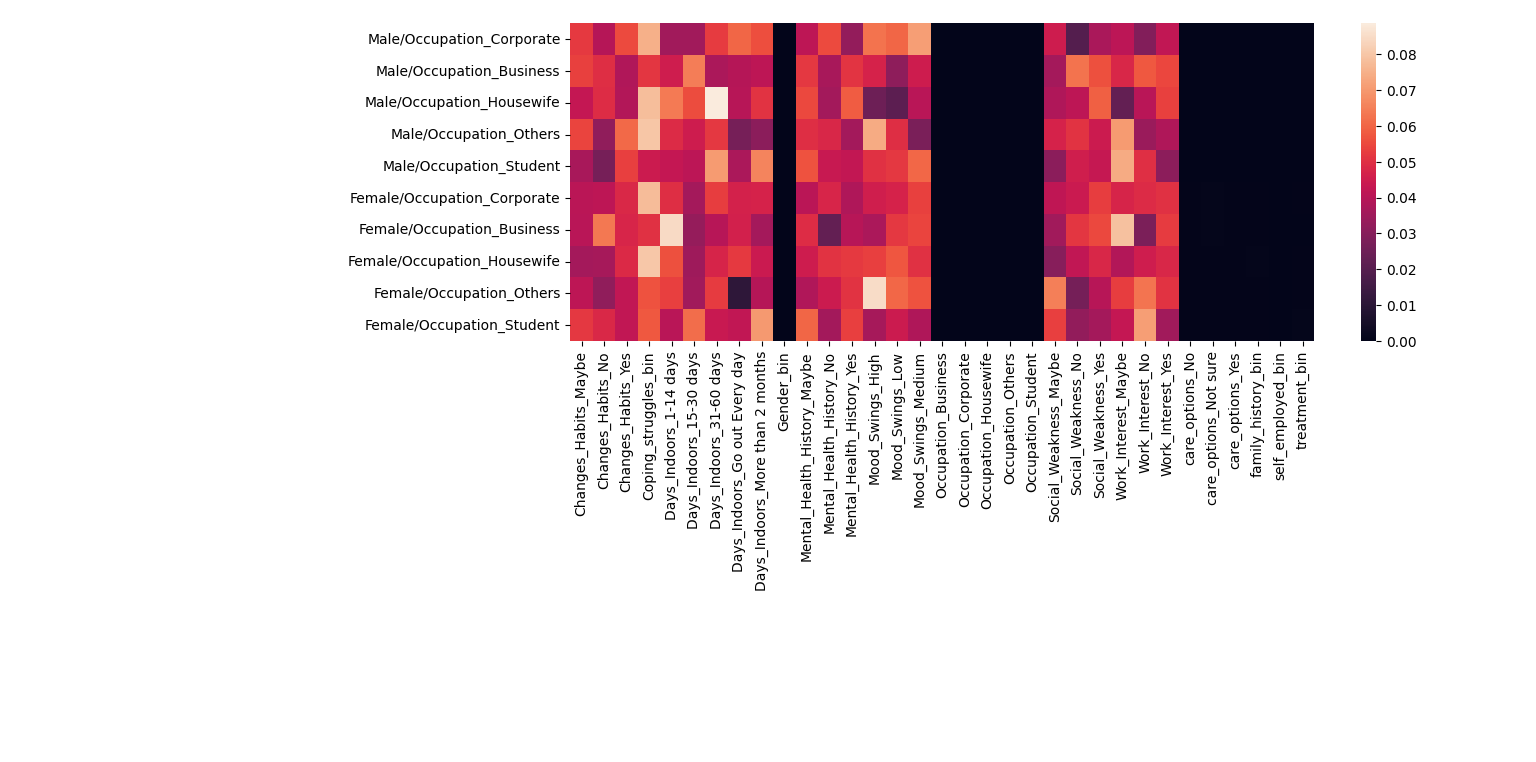 Male/Occupation_Corporate
Male/Occupation_Business
Male/Occupation_Housewife
Male/Occupation_Others
Male/Occupation_Student
Female/Occupation_Corporate
Female/Occupation_Business
Female/Occupation_Housewife
Female/Occupation_Others
Female/Occupation_Student
0.08
0.07
0.06
0.05
0.04
0.03
0.02
0.01
0.00
Changes_Habits_Maybe
Changes_Habits_No
Changes_Habits_Yes
Coping_struggles_bin
Days_Indoors_1-14 days
Days_Indoors_15-30 days
Days_Indoors_31-60 days
Days_Indoors_Go out Every day
Days_Indoors_More than 2 months
Gender_bin
Mental_Health_History_Maybe
Mental_Health_History_No
Mental_Health_History_Yes
Mood_Swings_High
Mood_Swings_Low
Mood_Swings_Medium
Occupation_Business
Occupation_Corporate
Occupation_Housewife
Occupation_Others
Occupation_Student
Social_Weakness_Maybe
Social_Weakness_No
Social_Weakness_Yes
Work_Interest_Maybe
Work_Interest_No
Work_Interest_Yes
care_options_No
care_options_Not sure
care_options_Yes
family_history_bin
self_employed_bin
treatment_bin